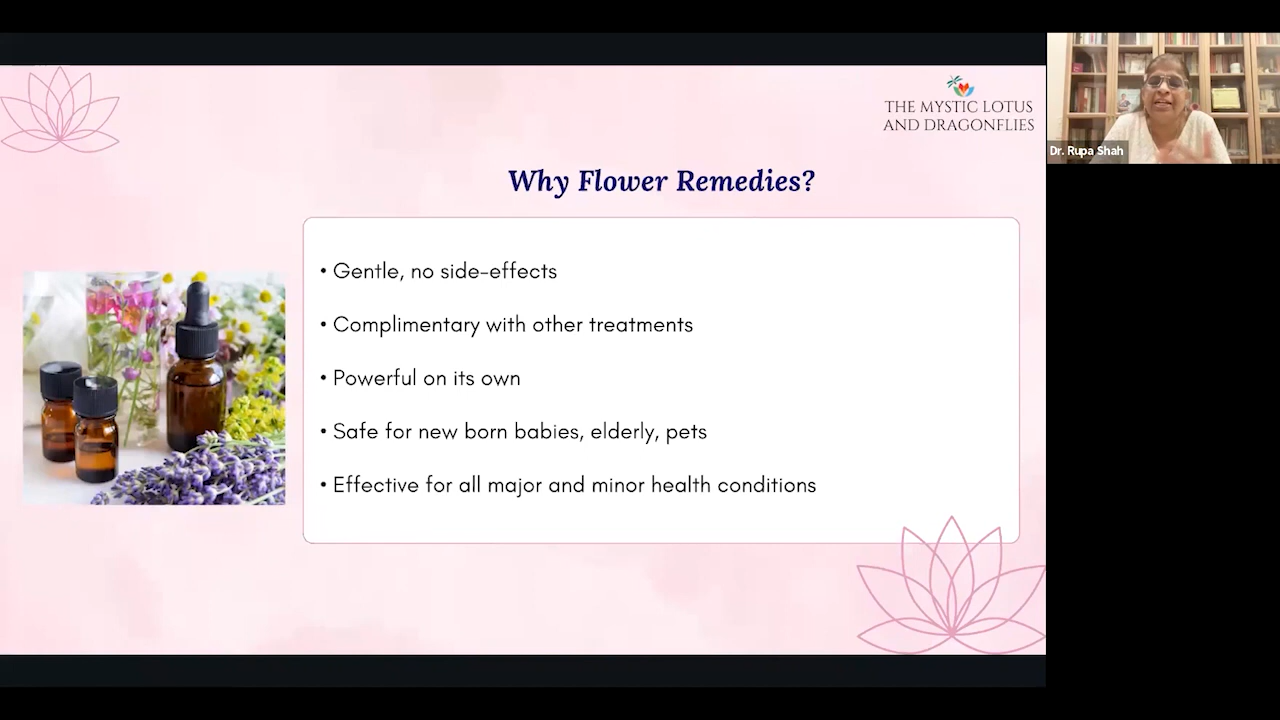 THE MYSTIC LOTUS
AND DRAGONFLIES
Dr. Rupa Shah
Why Flower Remedies?
• Gentle, no side-effects
• Complimentary with other treatments
• Powerful on its own
• Safe for new born babies, elderly, pets
• Effective for all major and minor health conditions